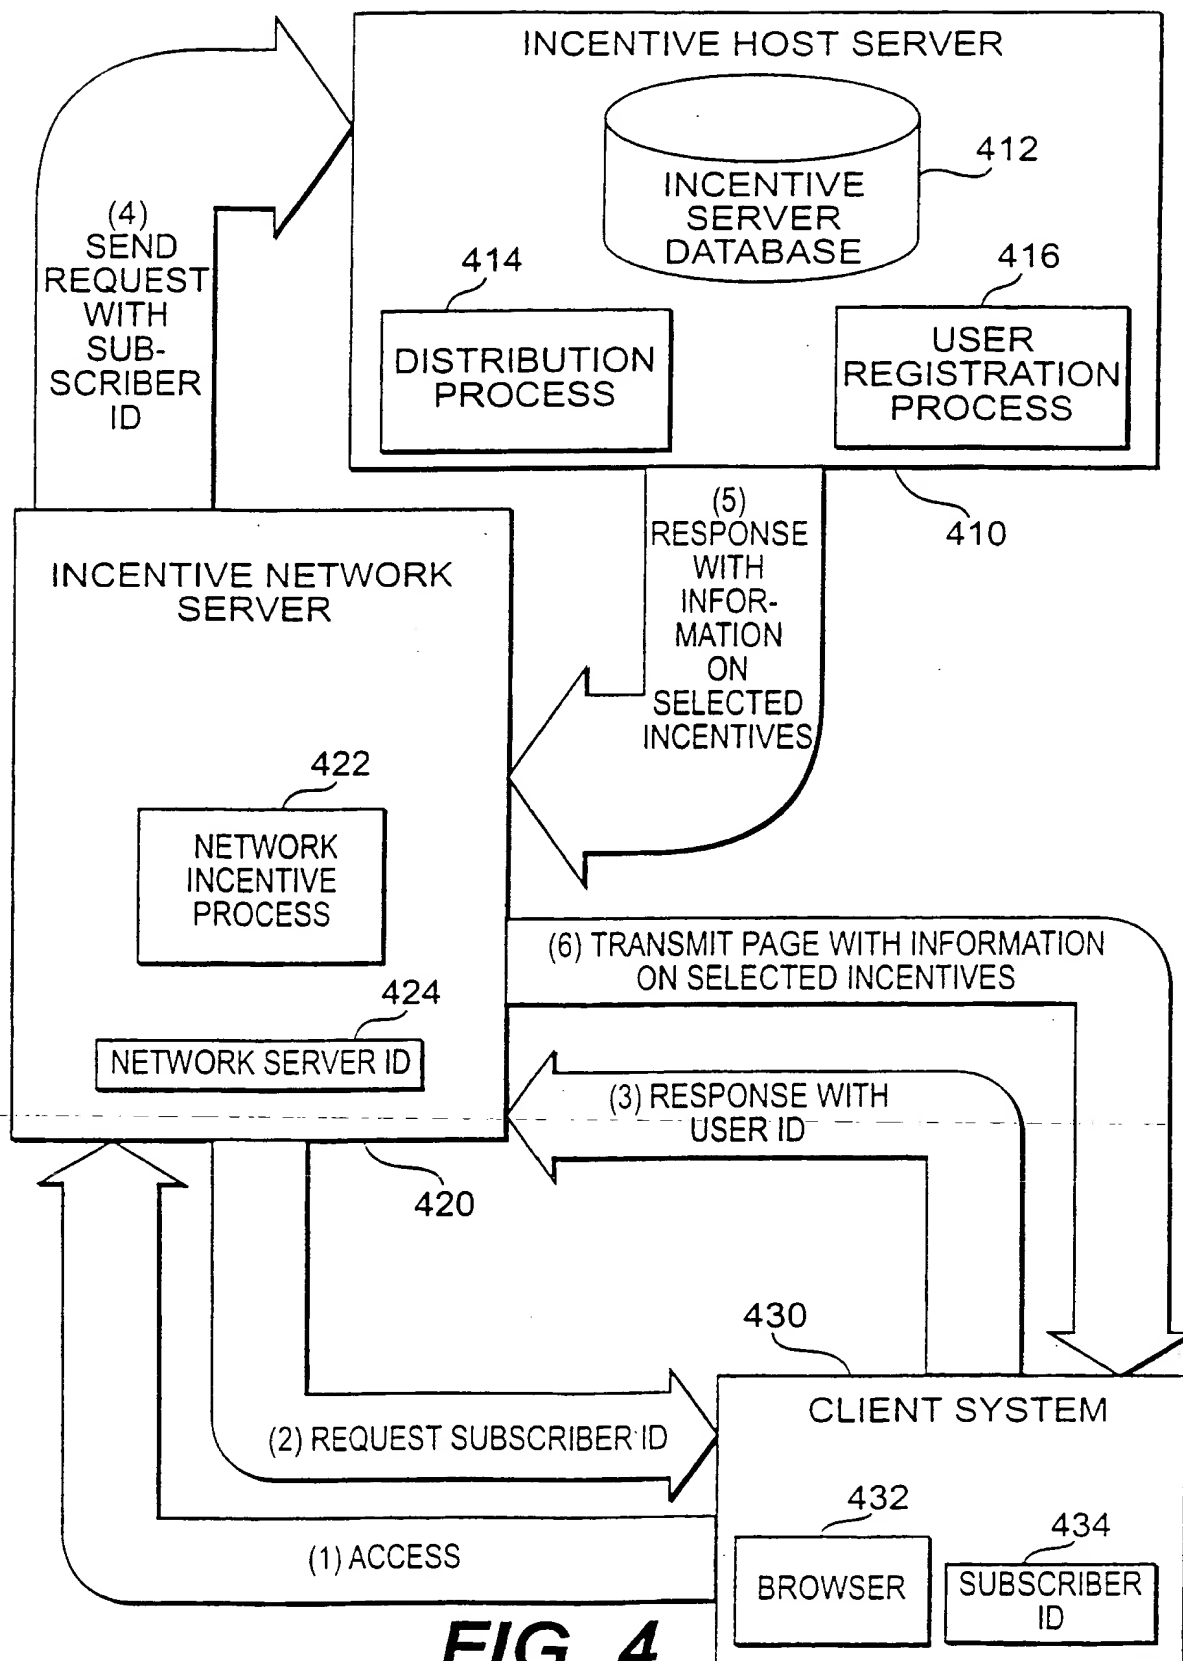 INCENTIVE HOST SERVER
412
INCENTIVE
SERVER
DATABASE
414
416
DISTRIBUTION
PROCESS
USER
REGISTRATION
PROCESS
410
(4)
SEND
REQUEST
WITH
SUB-
SCRIBER
ID
(5)
RESPONSE
WITH
INFOR-
MATION
ON
SELECTED
INCENTIVES
INCENTIVE NETWORK
SERVER
422
NETWORK
INCENTIVE
PROCESS
424
NETWORK SERVER ID
420
(6) TRANSMIT PAGE WITH INFORMATION
ON SELECTED INCENTIVES
(3) RESPONSE WITH
USER ID
430
CLIENT SYSTEM
(2) REQUEST SUBSCRIBER ID
432
434
BROWSER
SUBSCRIBER
ID
(1) ACCESS
FIG. 4